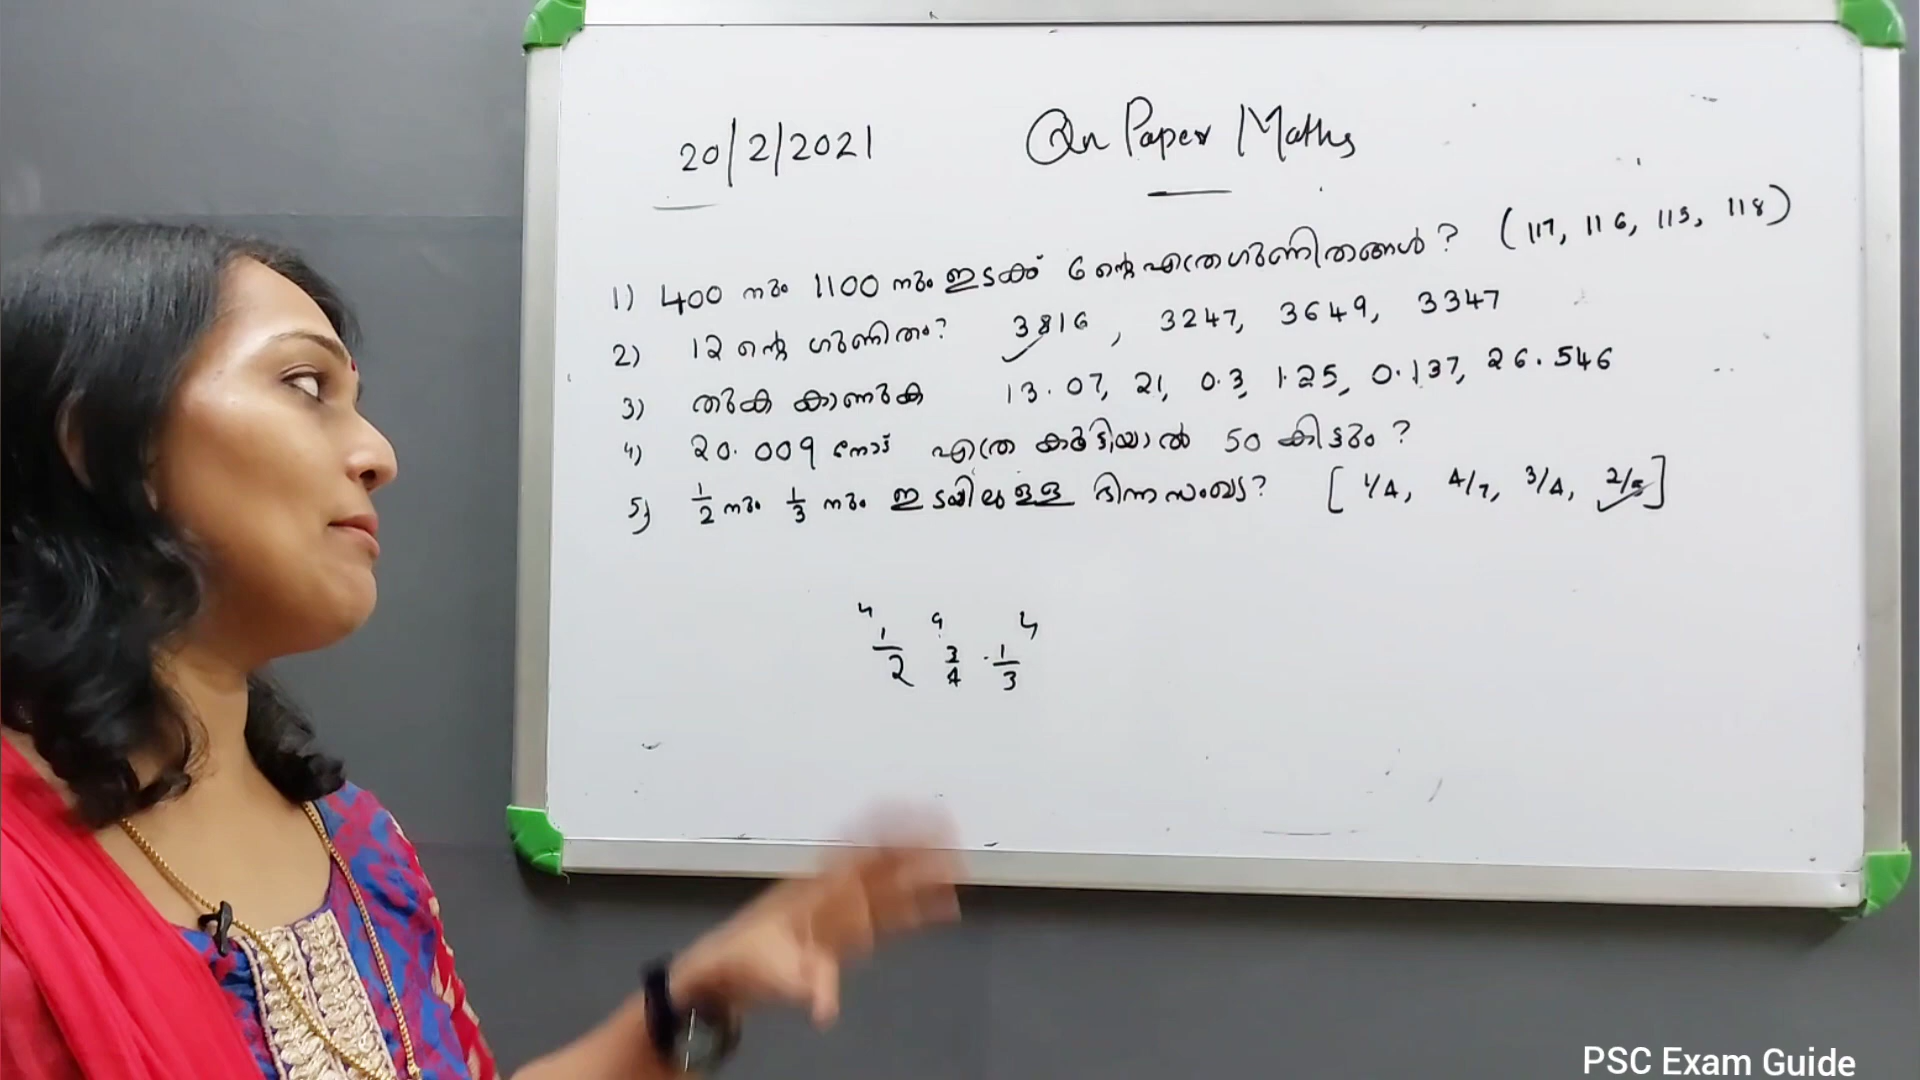 20/2/2021 Qn Paper Maths
1) 400 നും 1100 നും ഇടക്ക് 6 ന്റെ എത്ര ഗുണിതങ്ങൾ? (117, 116, 115, 118)
2) 12 ന്റെ ഗുണിതം? 3816, 3247, 3649, 3347
3) തുക കാണുക 13.07, 21, 0.3, 1.25, 0.137, 26.546
4) 20.009 നോട് എത്ര കൂട്ടിയാൽ 50 കിട്ടും?
5) 1/2 നും 1/3 നും ഇടയിലുള്ള ഭിന്നസംഖ്യ? [1/4, 4/7, 3/4, 2/5]
4 9 4
1/2 3/4 1/3
PSC Exam Guide